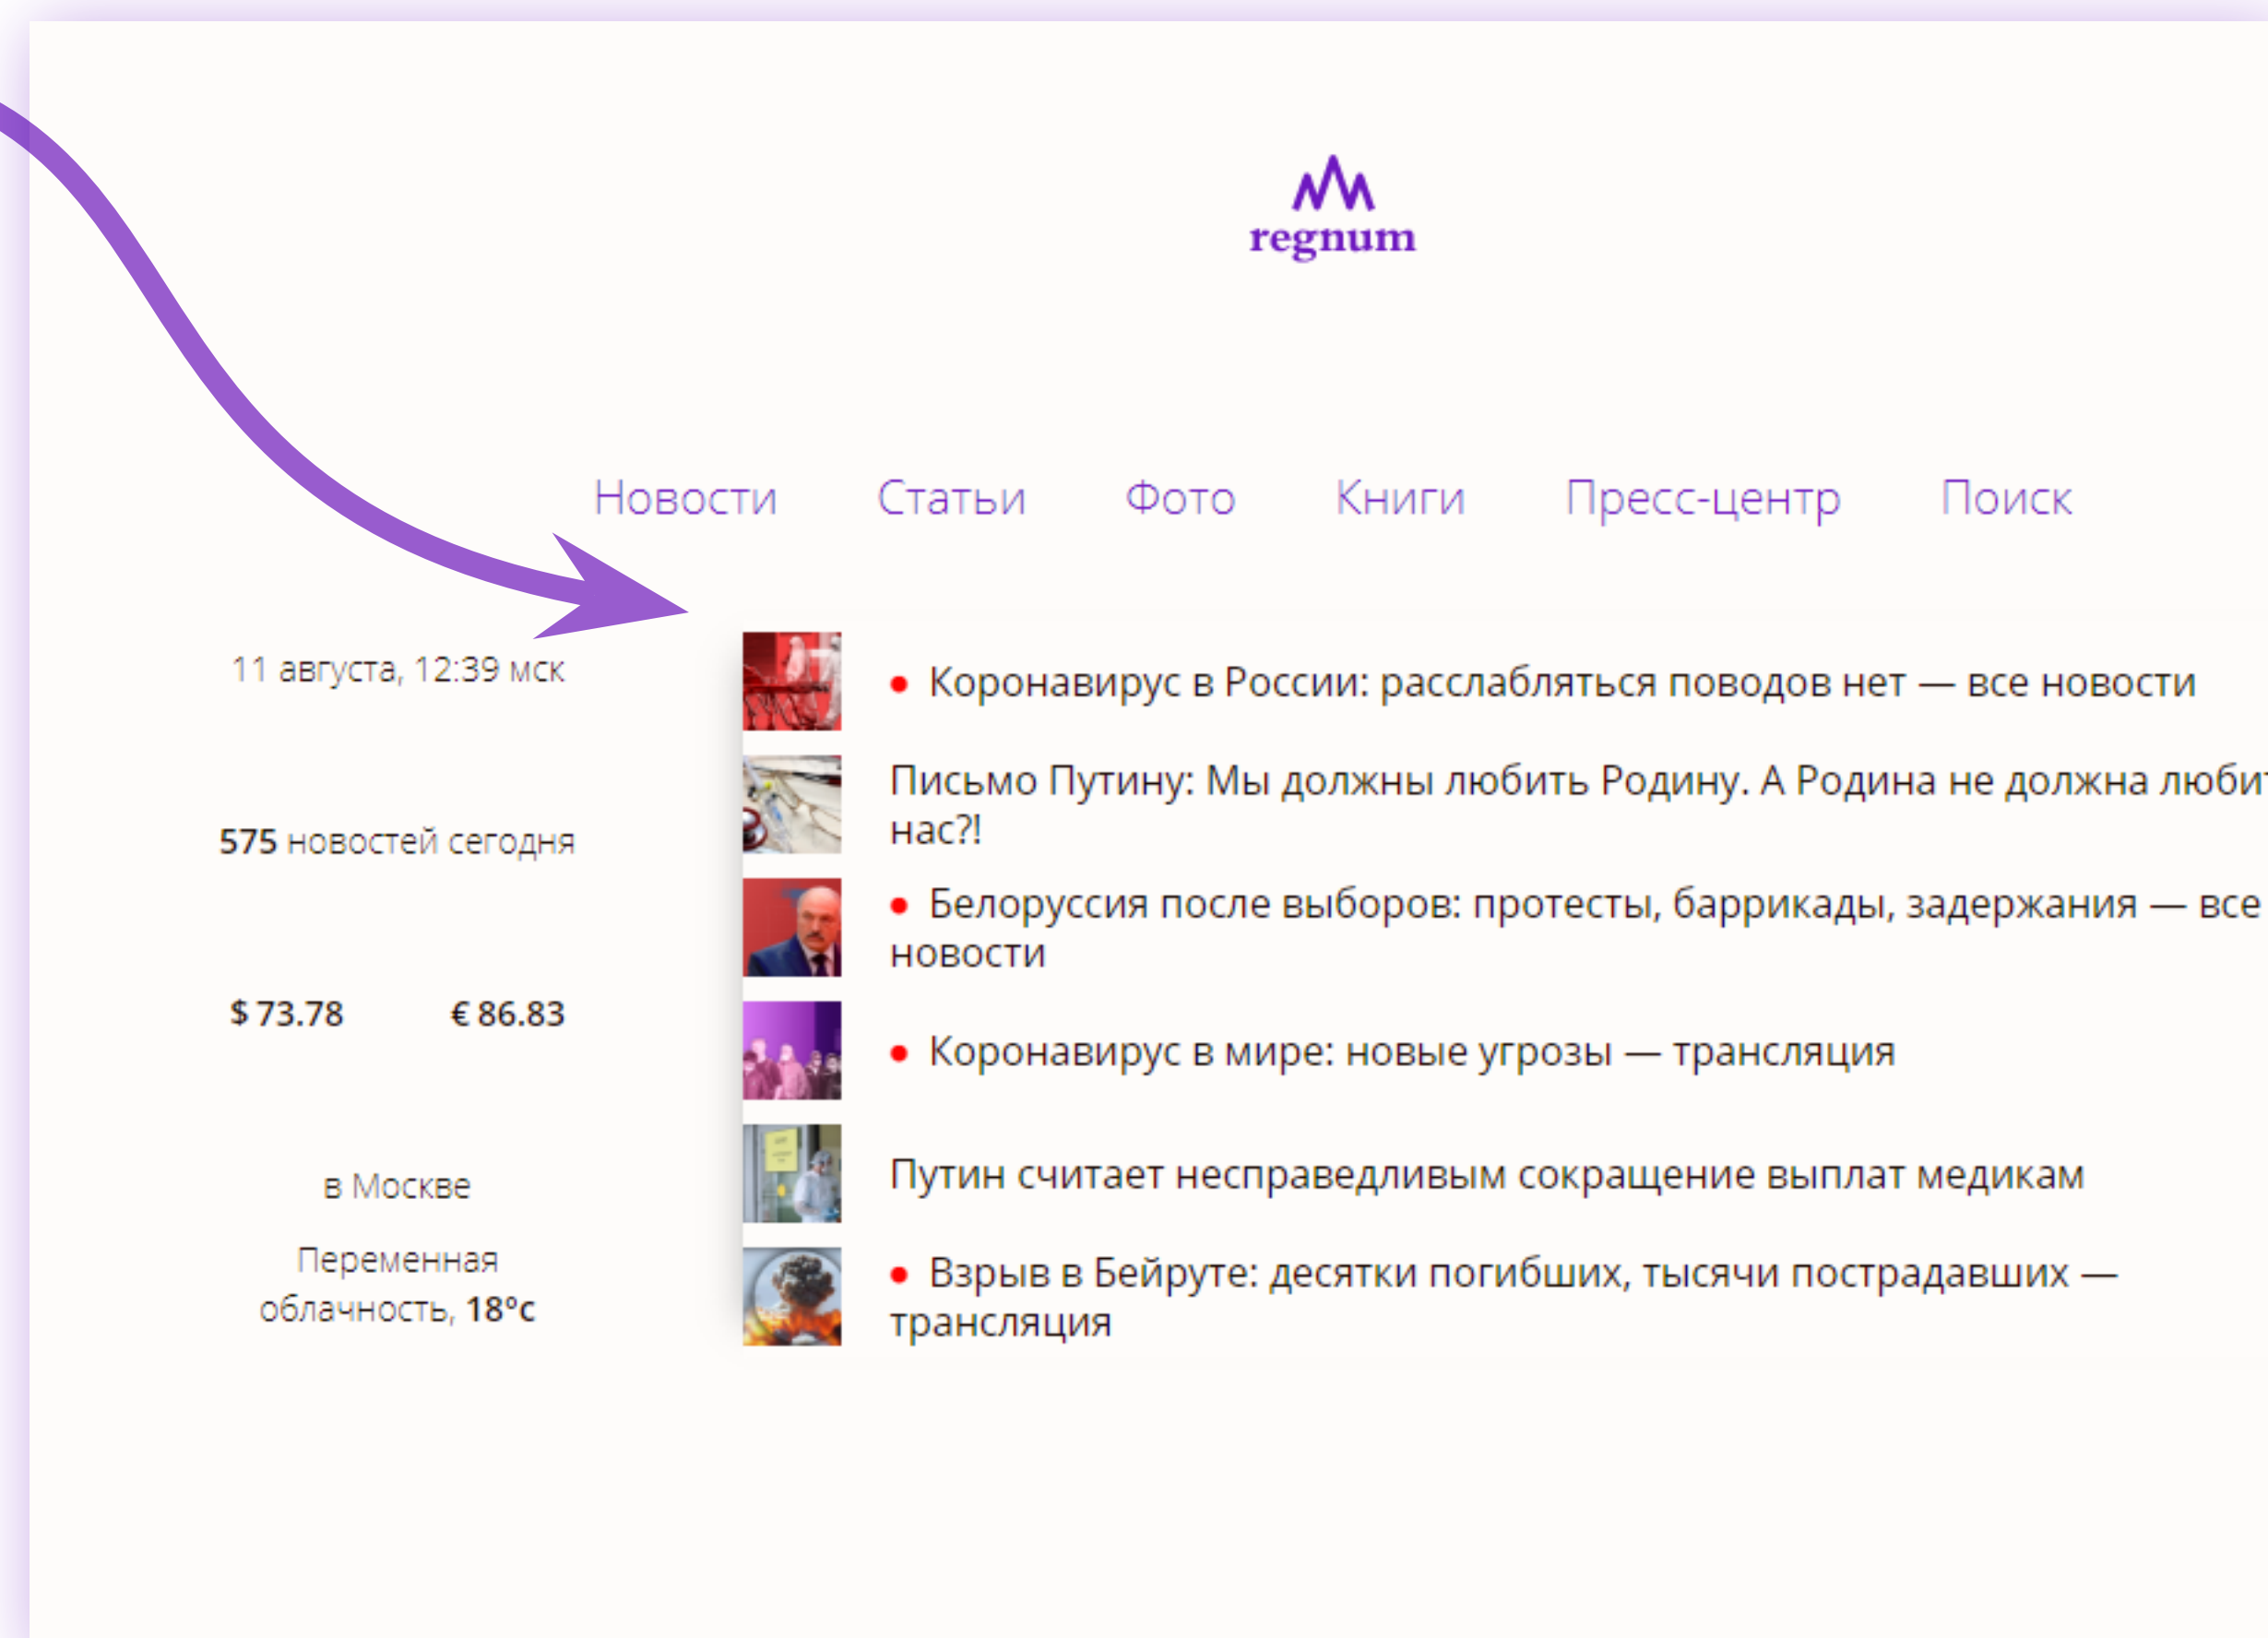 regnum
Новости Статьи Фото Книги Пресс-центр Поиск
11 августа, 12:39 мск
575 новостей сегодня
$ 73.78 € 86.83
в Москве
Переменная
облачность, 18°с
Коронавирус в России: расслабляться поводов нет — все новости
Письмо Путину: Мы должны любить Родину. А Родина не должна любит
нас?!
Белоруссия после выборов: протесты, баррикады, задержания — все
новости
Коронавирус в мире: новые угрозы — трансляция
Путин считает несправедливым сокращение выплат медикам
Взрыв в Бейруте: десятки погибших, тысячи пострадавших —
трансляция